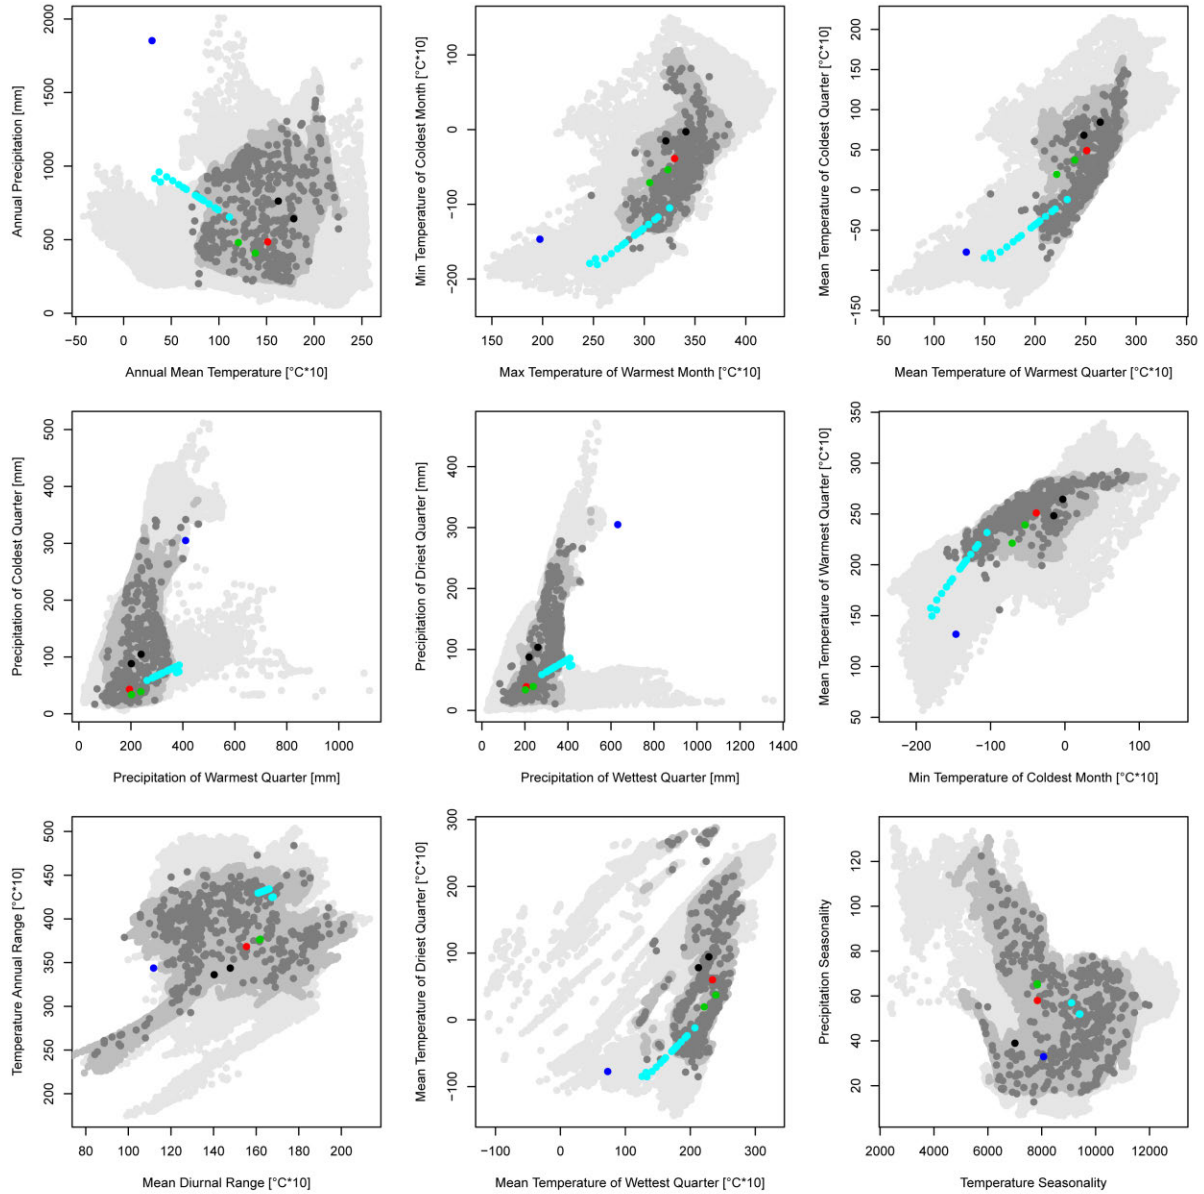 Annual Precipitation [mm]
2000
1500
1000
500
0
−50 0 50 100 150 200 250
Annual Mean Temperature [°C*10]
Min Temperature of Coldest Month [°C*10]
100
0
−100
−200
200 250 300 350 400
Max Temperature of Warmest Month [°C*10]
Mean Temperature of Coldest Quarter [°C*10]
200
150
100
50
0
−50
−150
50 100 150 200 250 300 350
Mean Temperature of Warmest Quarter [°C*10]
Precipitation of Coldest Quarter [mm]
500
400
300
200
100
0
0 200 400 600 800 1000
Precipitation of Warmest Quarter [mm]
Precipitation of Driest Quarter [mm]
400
300
200
100
0
0 200 400 600 800 1000 1200 1400
Precipitation of Wettest Quarter [mm]
Mean Temperature of Warmest Quarter [°C*10]
350
300
250
200
150
100
50
−200 −100 0 100
Min Temperature of Coldest Month [°C*10]
Temperature Annual Range [°C*10]
500
450
400
350
300
250
200
80 100 120 140 160 180 200
Mean Diurnal Range [°C*10]
Mean Temperature of Driest Quarter [°C*10]
300
200
100
0
−100
−100 0 100 200 300
Mean Temperature of Wettest Quarter [°C*10]
Precipitation Seasonality
120
100
80
60
40
20
2000 4000 6000 8000 10000 12000
Temperature Seasonality